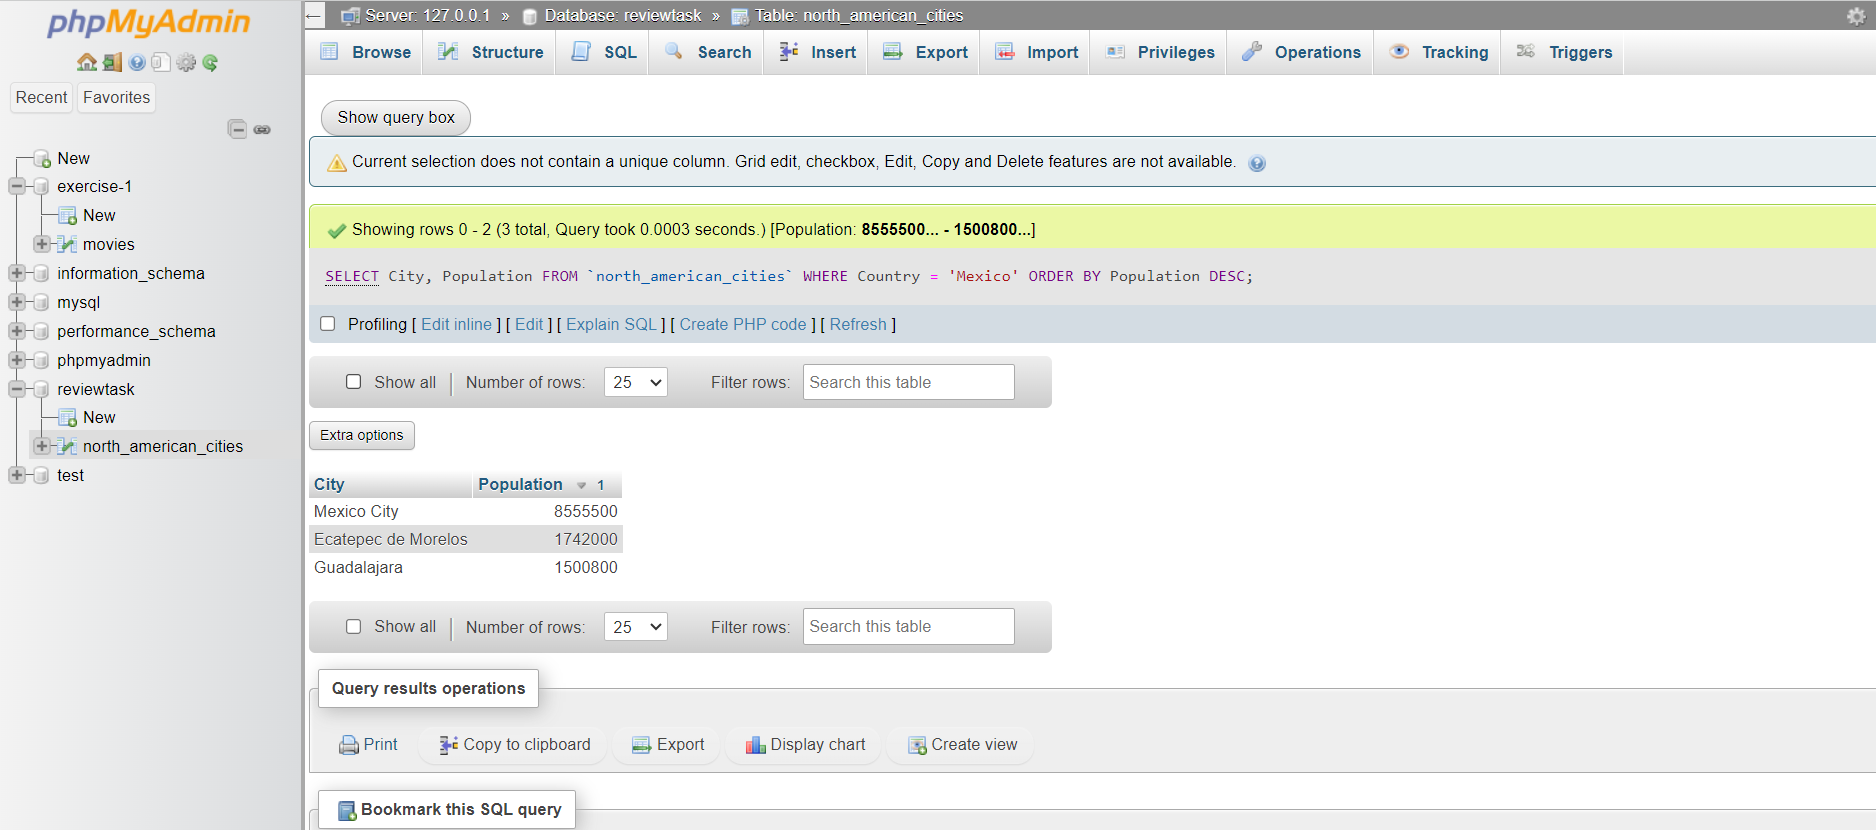 phpMyAdmin
Recent
Favorites
New
exercise-1
New
movies
information_schema
mysql
performance_schema
phpmyadmin
reviewtask
New
north_american_cities
test
Server: 127.0.0.1 » Database: reviewtask » Table: north_american_cities
Browse Structure SQL Search Insert Export Import Privileges Operations Tracking Triggers
Show query box
Current selection does not contain a unique column. Grid edit, checkbox, Edit, Copy and Delete features are not available.
Showing rows 0 - 2 (3 total, Query took 0.0003 seconds.) [Population: 8555500... - 1500800...]
SELECT City, Population FROM `north_american_cities` WHERE Country = 'Mexico' ORDER BY Population DESC;
Profiling [ Edit inline ] [ Edit ] [ Explain SQL ] [ Create PHP code ] [ Refresh ]
Show all | Number of rows: 25 Filter rows: Search this table
Extra options
City Population 1
Mexico City 8555500
Ecatepec de Morelos 1742000
Guadalajara 1500800
Show all | Number of rows: 25 Filter rows: Search this table
Query results operations
Print Copy to clipboard Export Display chart Create view
Bookmark this SQL query